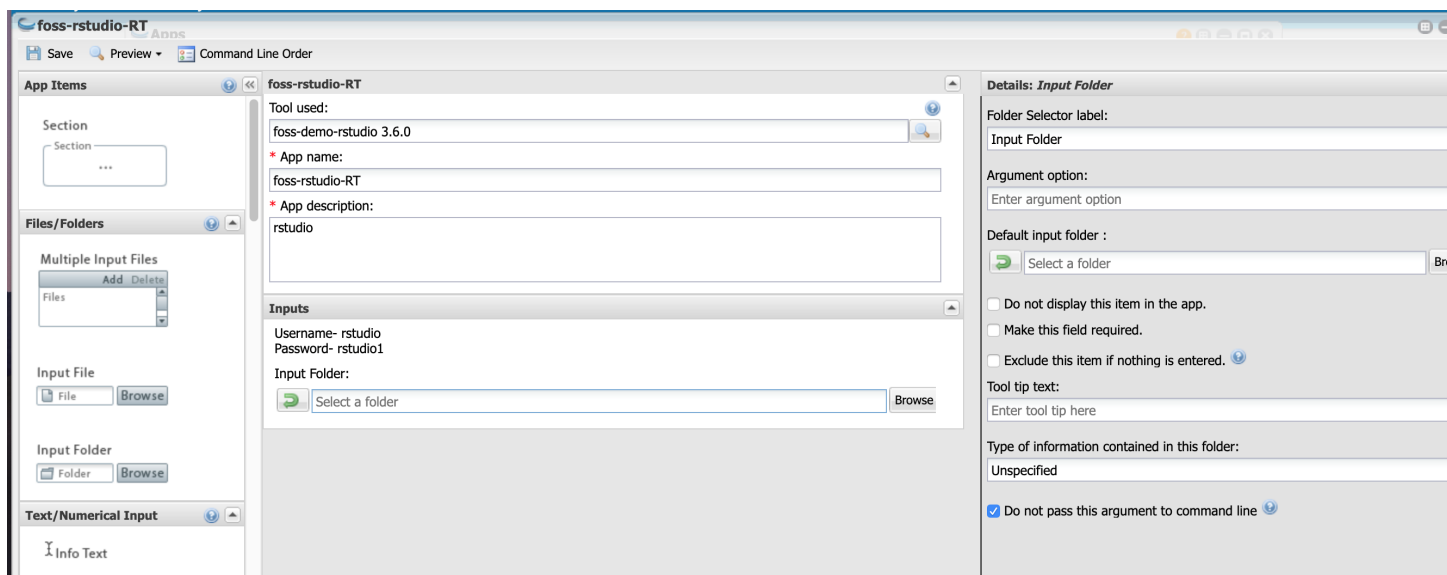 foss-rstudio-RT
Apps
Save Preview Command Line Order
App Items
Section
Section
...
Files/Folders
Multiple Input Files
Add Delete
Files
Input File
File Browse
Input Folder
Folder Browse
Text/Numerical Input
Info Text
foss-rstudio-RT
Tool used:
foss-demo-rstudio 3.6.0
* App name:
foss-rstudio-RT
* App description:
rstudio
Inputs
Username- rstudio
Password- rstudio1
Input Folder:
Select a folder Browse
Details: Input Folder
Folder Selector label:
Input Folder
Argument option:
Enter argument option
Default input folder :
Select a folder
Do not display this item in the app.
Make this field required.
Exclude this item if nothing is entered.
Tool tip text:
Enter tool tip here
Type of information contained in this folder:
Unspecified
Do not pass this argument to command line